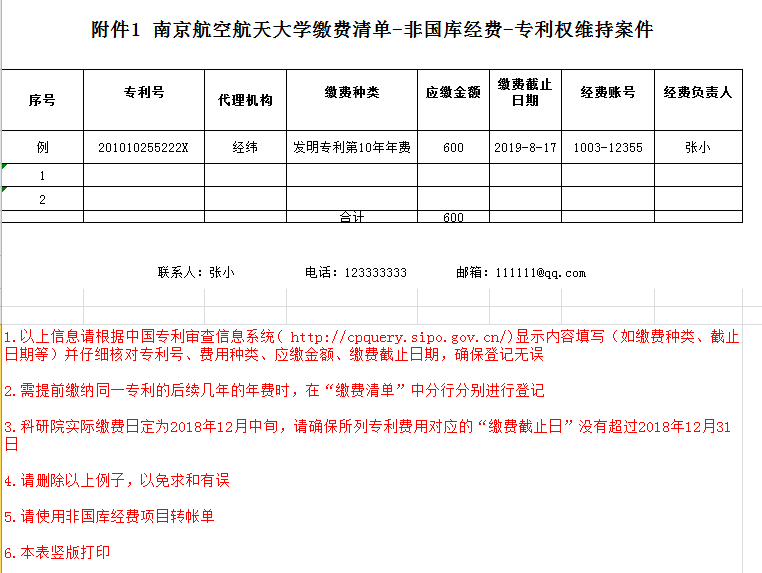 附件1 南京航空航天大学缴费清单-非国库经费-专利权维持案件
序号 专利号 代理机构 缴费种类 应缴金额 缴费截止日期 经费账号 经费负责人
例 201010255222X 经纬 发明专利第10年年费 600 2019-8-17 1003-12355 张小
1
2
合计 600
联系人：张小 电话：123333333 邮箱：111111@qq.com
1.以上信息请根据中国专利审查信息系统( http://cpquery.sipo.gov.cn/)显示内容填写（如缴费种类、截止
日期等）并仔细核对专利号、费用种类、应缴金额、缴费截止日期，确保登记无误
2.需提前缴纳同一专利的后续几年的年费时，在“缴费清单”中分行分别进行登记
3.科研院实际缴费日定为2018年12月中旬，请确保所列专利费用对应的“缴费截止日”没有超过2018年12月31
日
4.请删除以上例子，以免求和有误
5.请使用非国库经费项目转帐单
6.本表竖版打印